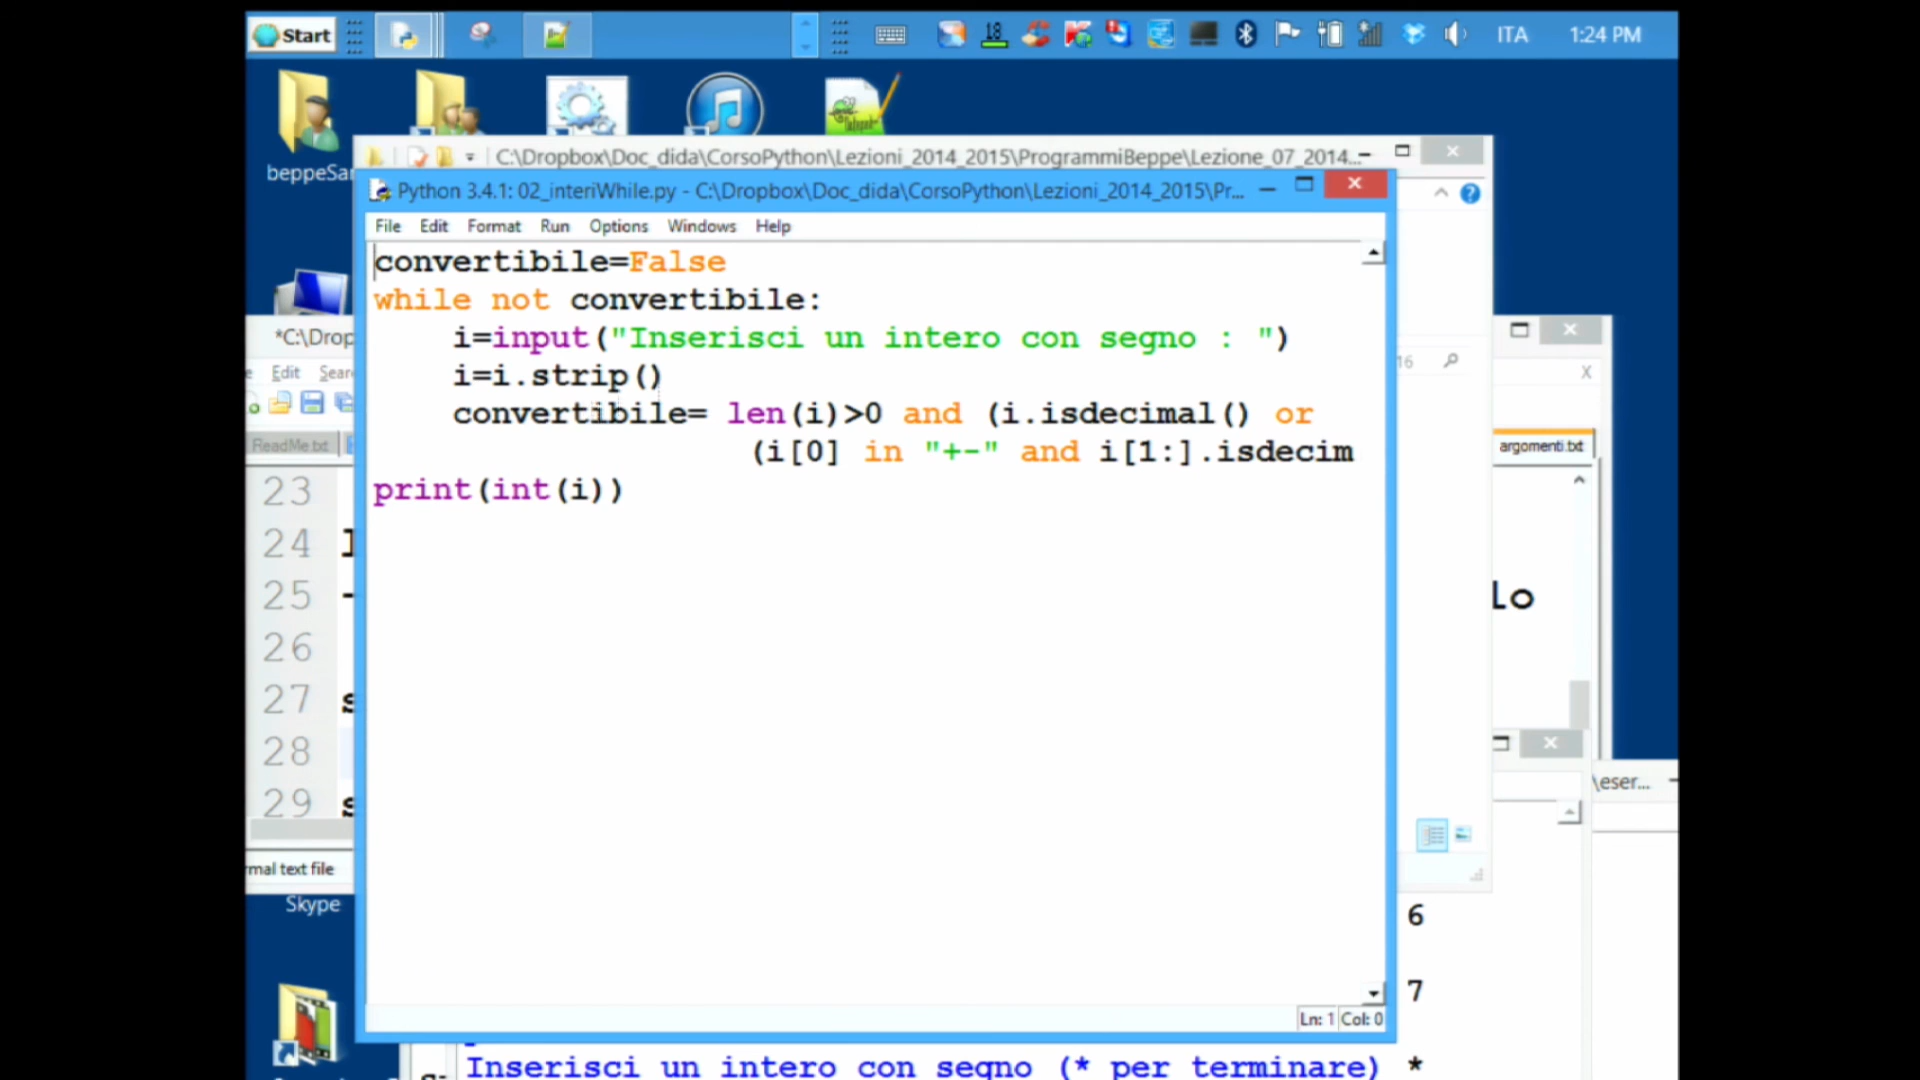 Start
18
ITA
1:24 PM
C:\Dropbox\Doc_dida\CorsoPython\Lezioni_2014_2015\ProgrammiBeppe\Lezione_07_2014...
Python 3.4.1: 02_interiWhile.py - C:\Dropbox\Doc_dida\CorsoPython\Lezioni_2014_2015\Pr...
File Edit Format Run Options Windows Help
convertibile=False
while not convertibile:
i=input("Inserisci un intero con segno : ")
i=i.strip()
convertibile= len(i)>0 and (i.isdecimal() or
(i[0] in "+-" and i[1:].isdecim
print(int(i))
Ln: 1 Col: 0
beppeSa
*C:\Drop
Edit Sear
ReadMe.txt
23
24
25
26
27
28
29
rmal text file
Skype
16
argomenti.txt
Lo
\eser...
6
7
Inserisci un intero con segno (* per terminare) *